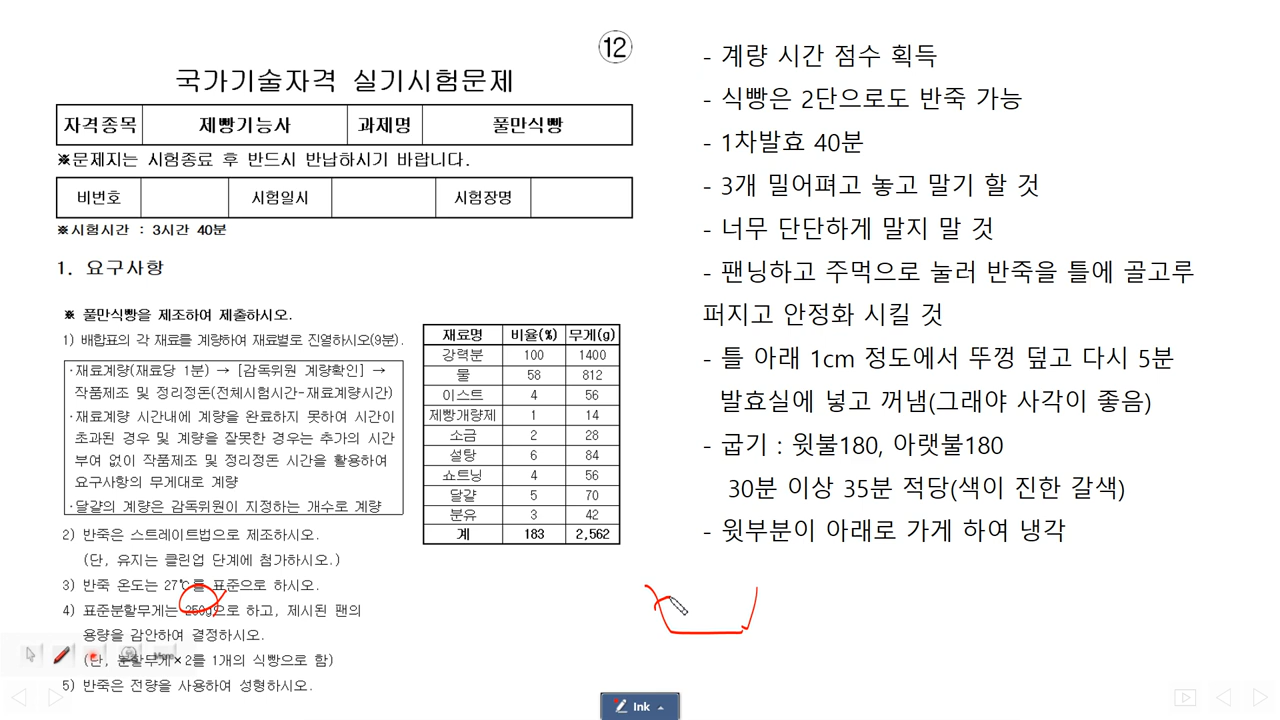 ⑫
국가기술자격 실기시험문제
자격종목 제빵기능사 과제명 풀만식빵
※문제지는 시험종료 후 반드시 반납하시기 바랍니다.
비번호 시험일시 시험장명
※시험시간 : 3시간 40분
1. 요구사항
※ 풀만식빵을 제조하여 제출하시오.
1) 배합표의 각 재료를 계량하여 재료별로 진열하시오(9분).
·재료계량(재료당 1분) → [감독위원 계량확인] →
작품제조 및 정리정돈(전체시험시간-재료계량시간)
·재료계량 시간내에 계량을 완료하지 못하여 시간이
초과된 경우 및 계량을 잘못한 경우는 추가의 시간
부여 없이 작품제조 및 정리정돈 시간을 활용하여
요구사항의 무게대로 계량
·달걀의 계량은 감독위원이 지정하는 개수로 계량
2) 반죽은 스트레이트법으로 제조하시오.
(단, 유지는 클린업 단계에 첨가하시오.)
3) 반죽 온도는 27℃를 표준으로 하시오.
4) 표준분할무게는 250g으로 하고, 제시된 팬의
용량을 감안하여 결정하시오.
(단, 분할무게×2를 1개의 식빵으로 함)
5) 반죽은 전량을 사용하여 성형하시오.
재료명 비율(%) 무게(g)
강력분 100 1400
물 58 812
이스트 4 56
제빵개량제 1 14
소금 2 28
설탕 6 84
쇼트닝 4 56
달걀 5 70
분유 3 42
계 183 2,562
- 계량 시간 점수 획득
- 식빵은 2단으로도 반죽 가능
- 1차발효 40분
- 3개 밀어펴고 놓고 말기 할 것
- 너무 단단하게 말지 말 것
- 팬닝하고 주먹으로 눌러 반죽을 틀에 골고루
퍼지고 안정화 시킬 것
- 틀 아래 1cm 정도에서 뚜껑 덮고 다시 5분
발효실에 넣고 꺼냄(그래야 사각이 좋음)
- 굽기 : 윗불180, 아랫불180
30분 이상 35분 적당(색이 진한 갈색)
- 윗부분이 아래로 가게 하여 냉각
Ink